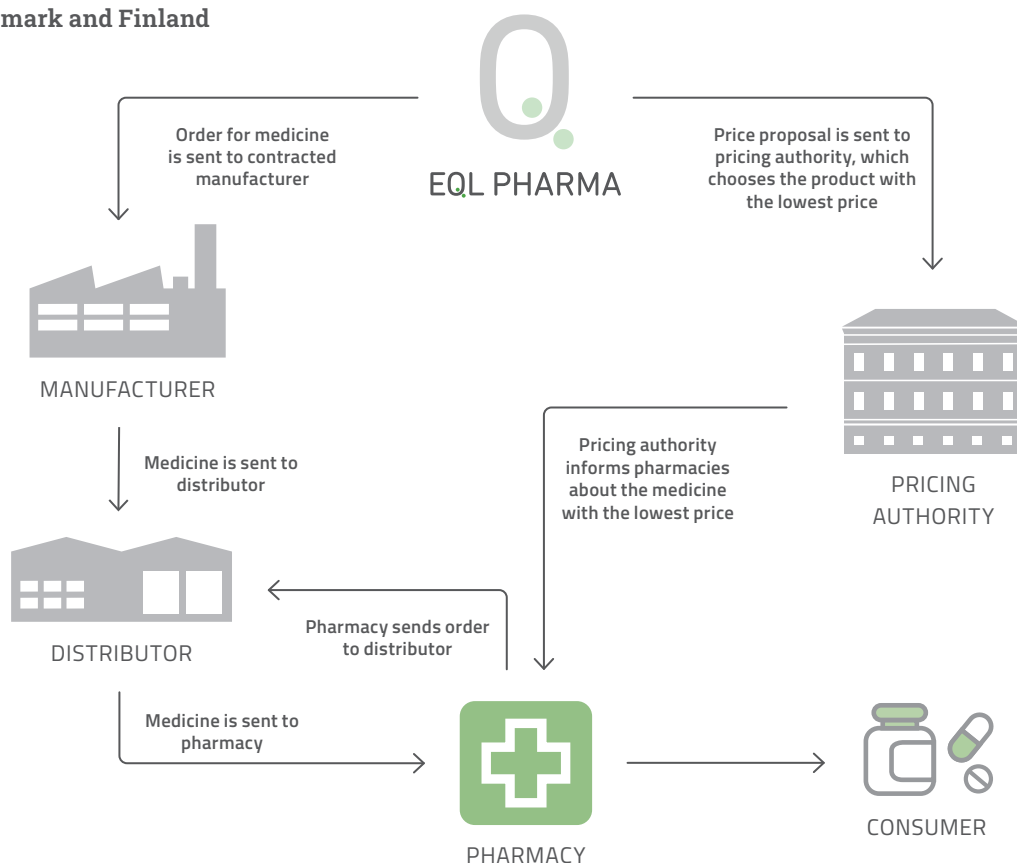 mark and Finland
Order for medicine
is sent to contracted
manufacturer
EQL PHARMA
Price proposal is sent to
pricing authority, which
chooses the product with
the lowest price
MANUFACTURER
Medicine is sent to
distributor
Pricing authority
informs pharmacies
about the medicine
with the lowest price
PRICING
AUTHORITY
DISTRIBUTOR
Pharmacy sends order
to distributor
Medicine is sent to
pharmacy
PHARMACY
CONSUMER